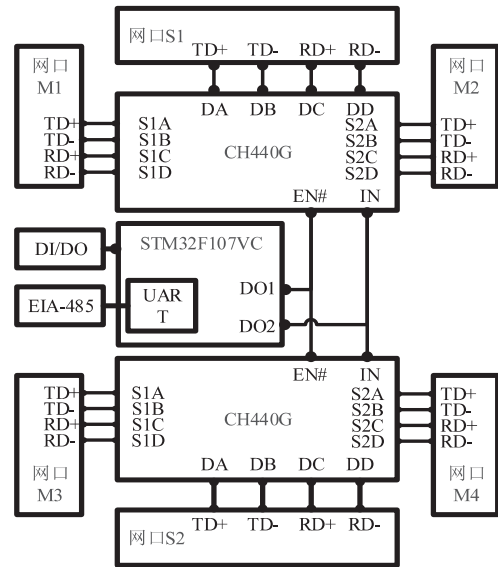 网口S1
TD+ TD- RD+ RD-
网口
M1
TD+
TD-
RD+
RD-
DA DB DC DD
S1A
S1B
S1C
S1D
CH440G
S2A
S2B
S2C
S2D
EN# IN
网口
M2
TD+
TD-
RD+
RD-
DI/DO
EIA-485
STM32F107VC
UAR
T
DO1
DO2
TD+
TD-
RD+
RD-
网口
M3
EN# IN
S1A
S1B
S1C
S1D
CH440G
S2A
S2B
S2C
S2D
DA DB DC DD
TD+
TD-
RD+
RD-
网口
M4
TD+ TD- RD+ RD-
网口S2